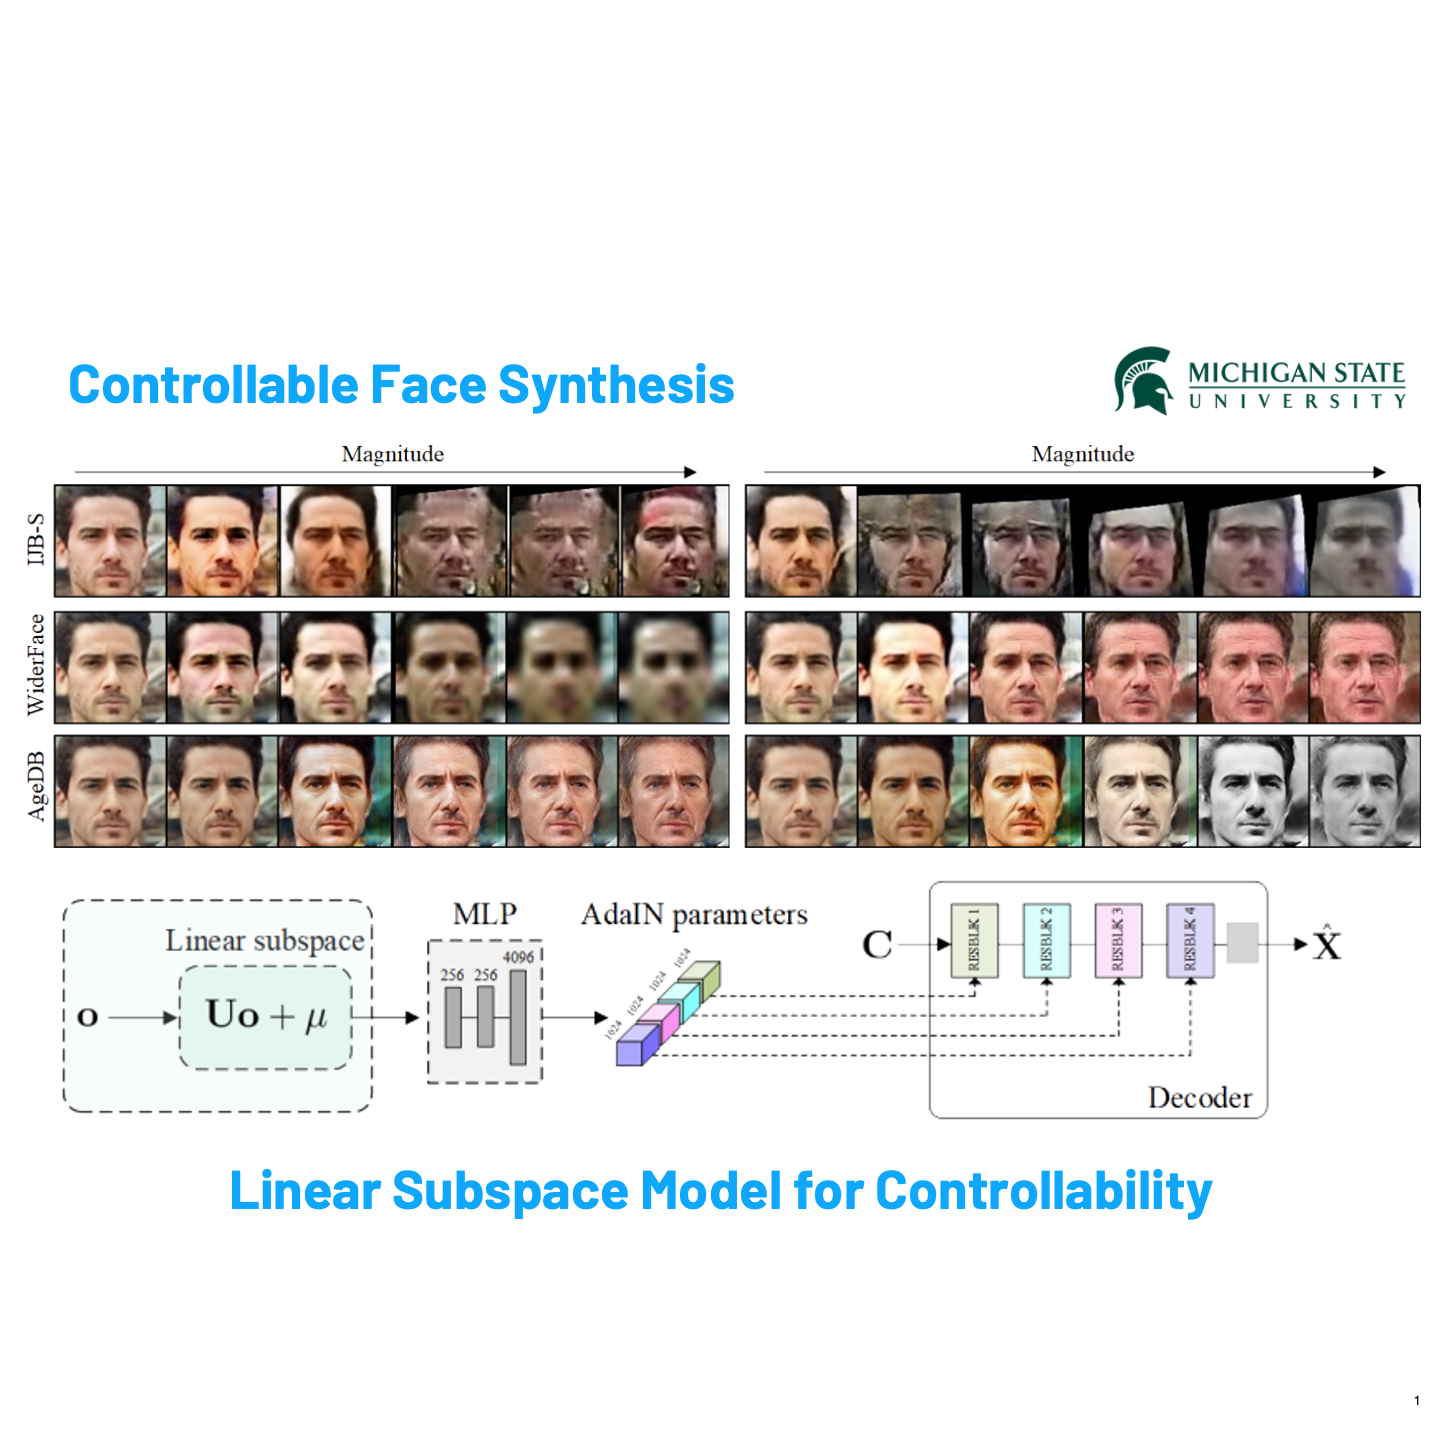 Controllable Face Synthesis
MICHIGAN STATE
UNIVERSITY
Magnitude
Magnitude
IJB-S
WiderFace
AgeDB
Linear subspace
o
Uo + μ
MLP
256 256 4096
AdaIN parameters
1024
1024
1024
1024
C
RESBLK 1
RESBLK 2
RESBLK 3
RESBLK 4
X̂
Decoder
Linear Subspace Model for Controllability
1